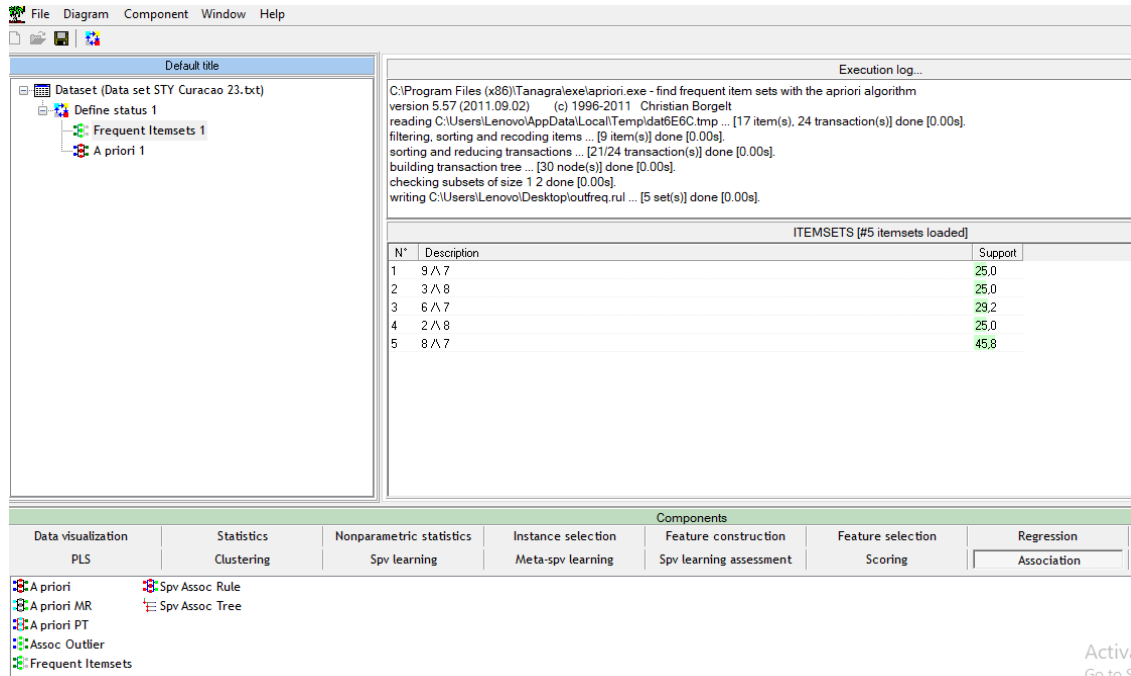 File Diagram Component Window Help
Default title
Dataset (Data set STY Curacao 23.txt)
Define status 1
Frequent Itemsets 1
A priori 1
Execution log...
C:\Program Files (x86)\Tanagra\exe\apriori.exe - find frequent item sets with the apriori algorithm
version 5.57 (2011.09.02) (c) 1996-2011 Christian Borgelt
reading C:\Users\Lenovo\AppData\Local\Temp\dat6E6C.tmp ... [17 item(s), 24 transaction(s)] done [0.00s].
filtering, sorting and recoding items ... [9 item(s)] done [0.00s].
sorting and reducing transactions ... [21/24 transaction(s)] done [0.00s].
building transaction tree ... [30 node(s)] done [0.00s].
checking subsets of size 1 2 done [0.00s].
writing C:\Users\Lenovo\Desktop\outfreq.rul ... [5 set(s)] done [0.00s].
ITEMSETS [#5 itemsets loaded]
N° Description Support
1 9 /\ 7 25,0
2 3 /\ 8 25,0
3 6 /\ 7 29,2
4 2 /\ 8 25,0
5 8 /\ 7 45,8
Components
Data visualization Statistics Nonparametric statistics Instance selection Feature construction Feature selection Regression
PLS Clustering Spv learning Meta-spv learning Spv learning assessment Scoring Association
A priori Spv Assoc Rule
A priori MR Spv Assoc Tree
A priori PT
Assoc Outlier
Frequent Itemsets
Activa
Go to S